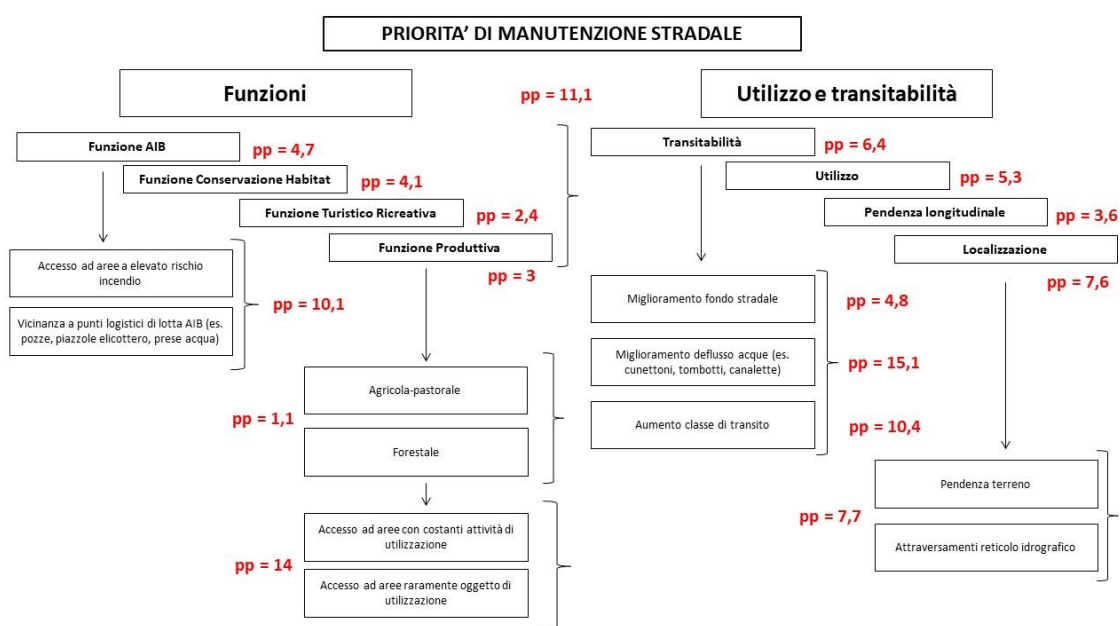 PRIORITA’ DI MANUTENZIONE STRADALE
Funzioni
pp = 11,1
Utilizzo e transitabilità
Funzione AIB
pp = 4,7
Funzione Conservazione Habitat
pp = 4,1
Funzione Turistico Ricreativa
pp = 2,4
Funzione Produttiva
pp = 3
Accesso ad aree a elevato rischio
incendio
Vicinanza a punti logistici di lotta AIB (es.
pozze, piazzole elicottero, prese acqua)
pp = 10,1
Agricola-pastorale
Forestale
pp = 1,1
Accesso ad aree con costanti attività di
utilizzazione
Accesso ad aree raramente oggetto di
utilizzazione
pp = 14
Transitabilità
pp = 6,4
Utilizzo
pp = 5,3
Pendenza longitudinale
pp = 3,6
Localizzazione
pp = 7,6
Miglioramento fondo stradale
pp = 4,8
Miglioramento deflusso acque (es.
cunettoni, tombotti, canalette)
pp = 15,1
Aumento classe di transito
pp = 10,4
Pendenza terreno
pp = 7,7
Attraversamenti reticolo idrografico